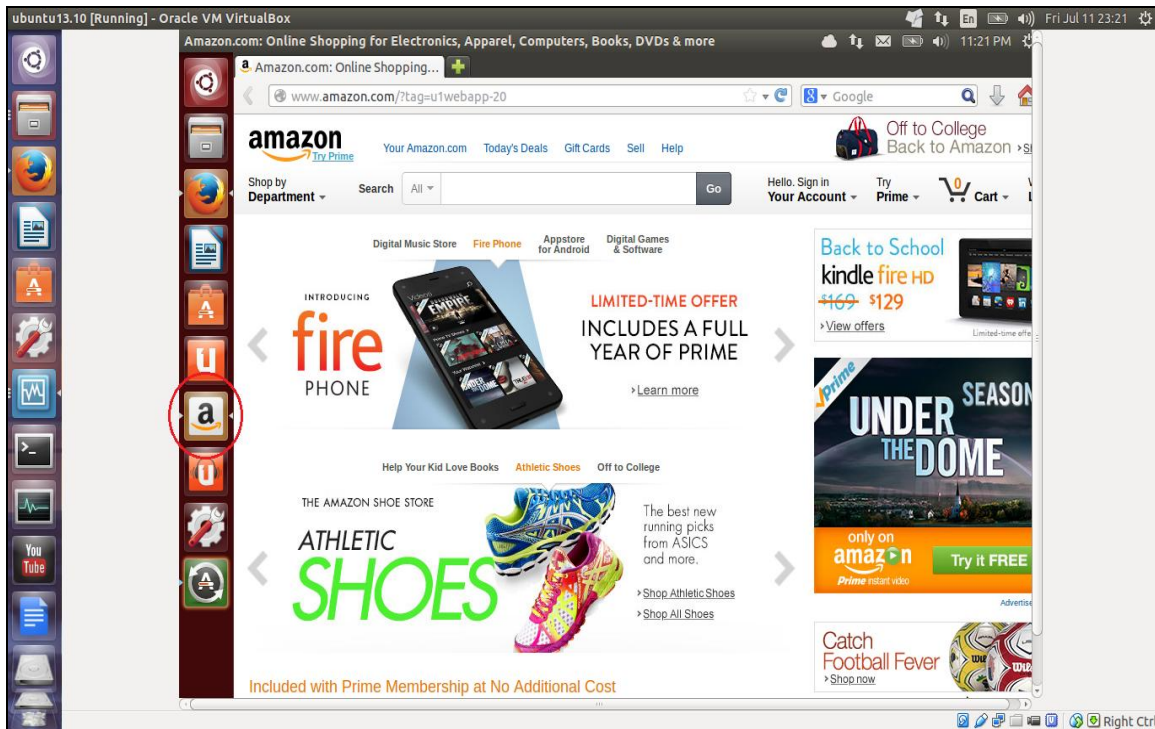 ubuntu13.10 [Running] - Oracle VM VirtualBox
En
Fri Jul 11 23:21
Amazon.com: Online Shopping for Electronics, Apparel, Computers, Books, DVDs & more
11:21 PM
a Amazon.com: Online Shopping...
www.amazon.com/?tag=u1webapp-20
8 Google
amazon
Try Prime
Your Amazon.com Today's Deals Gift Cards Sell Help
Off to College
Back to Amazon
Shop by
Department
Search
All
Go
Hello. Sign in
Your Account
Try
Prime
0
Cart
Digital Music Store
Fire Phone
Appstore
for Android
Digital Games
& Software
INTRODUCING
fire
PHONE
EMPIRE
UNDER
THE DOME
LIMITED-TIME OFFER
INCLUDES A FULL
YEAR OF PRIME
›Learn more
Back to School
kindle fire HD
$169 $129
›View offers
Limited-time offe
Prime
SEASON
UNDER
THE DOME
only on
amazon
Prime instant video
Try it FREE
Advertise
Help Your Kid Love Books
Athletic Shoes
Off to College
THE AMAZON SHOE STORE
ATHLETIC
SHOES
The best new
running picks
from ASICS
and more.
›Shop Athletic Shoes
›Shop All Shoes
Catch
Football Fever
›Shop now
Included with Prime Membership at No Additional Cost
You
Tube
Right Ctrl